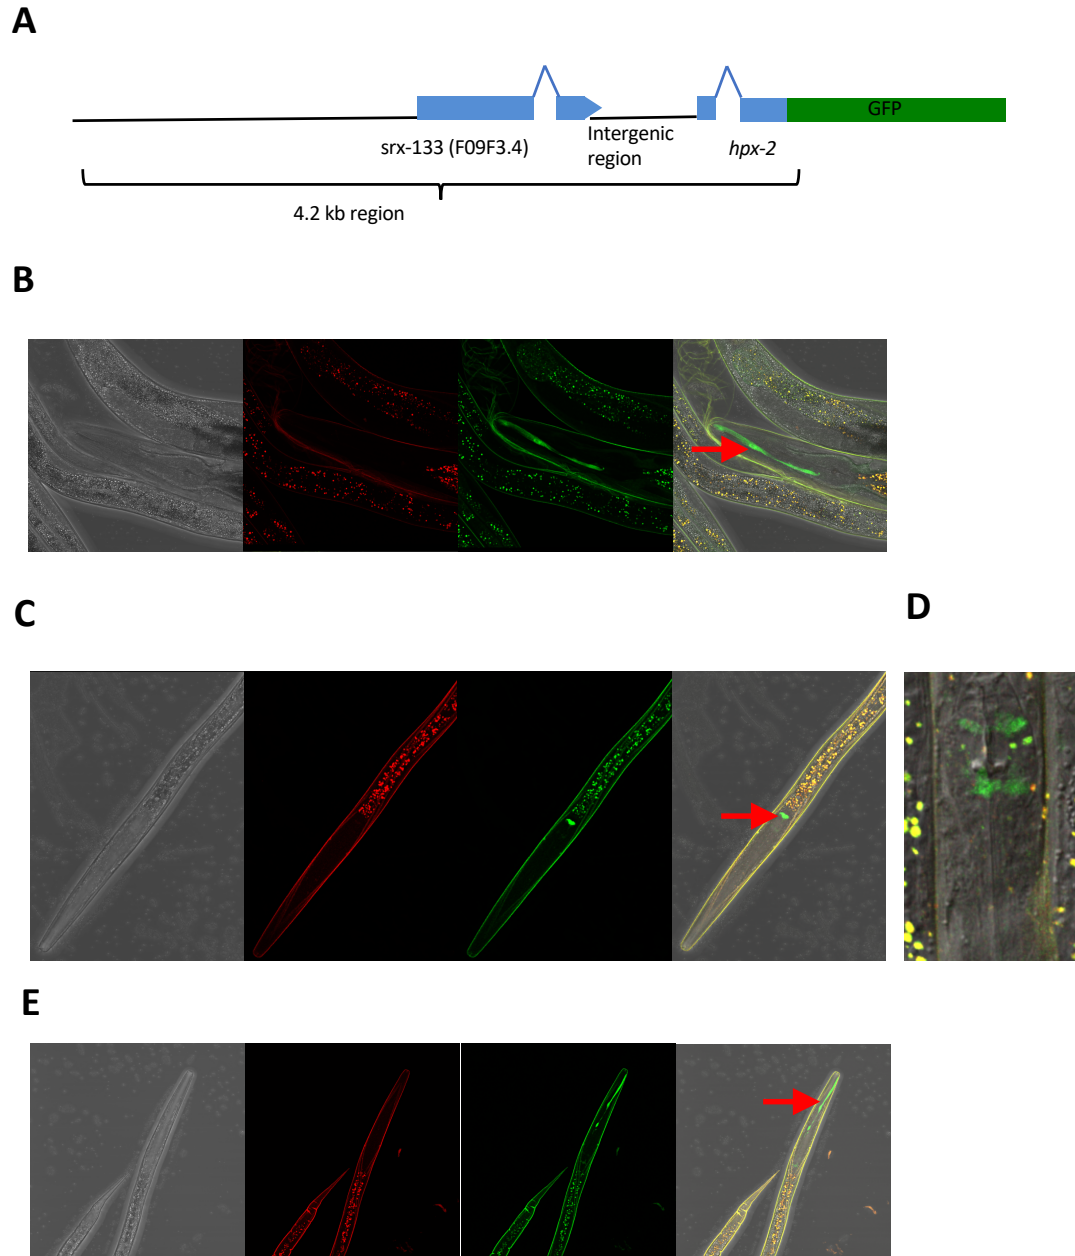 A
GFP
srx-133 (F09F3.4)
Intergenic
region
hpx-2
4.2 kb region
B
C
D
E